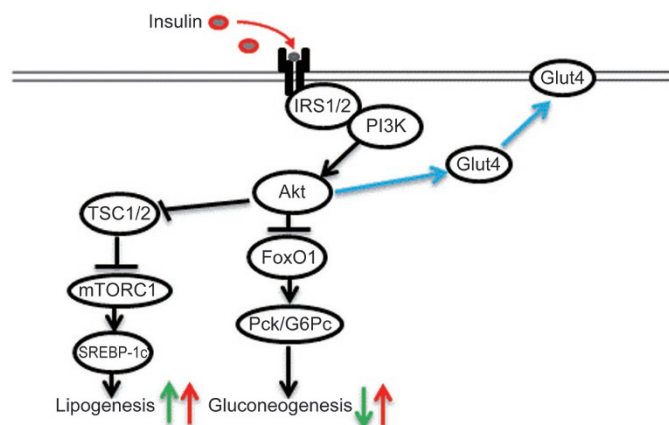 Insulin
Glut4
IRS1/2
PI3K
Glut4
Akt
TSC1/2
FoxO1
mTORC1
Pck/G6Pc
SREBP-1c
Lipogenesis
Gluconeogenesis